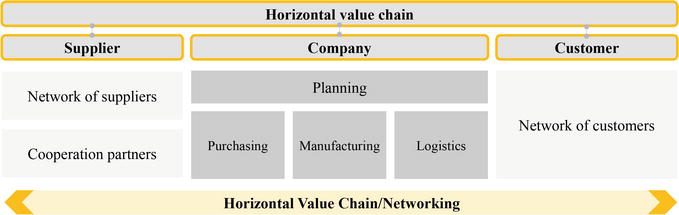 Horizontal value chain
Supplier
Company
Customer
Network of suppliers
Cooperation partners
Planning
Purchasing
Manufacturing
Logistics
Network of customers
Horizontal Value Chain/Networking